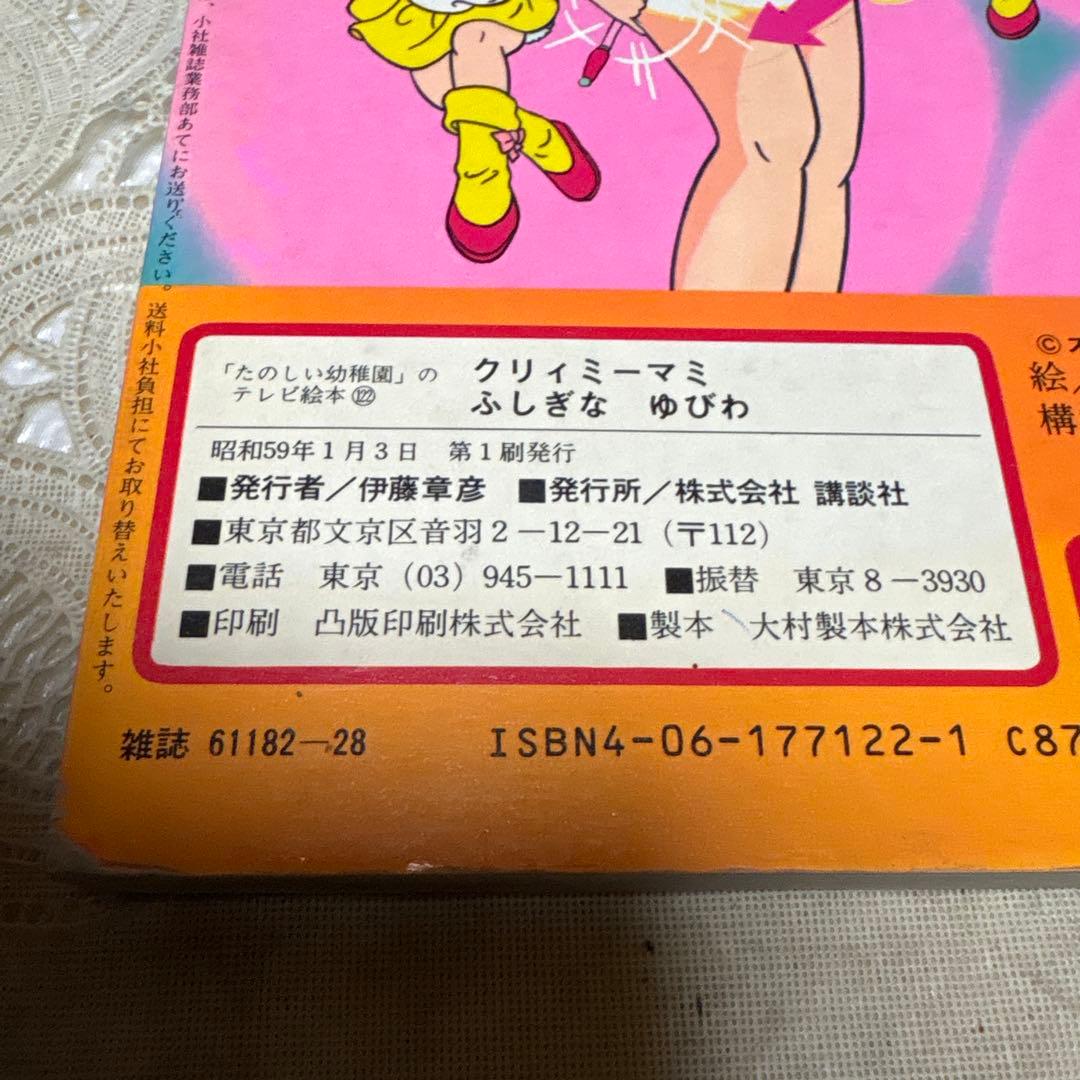 小社雑誌業務部あてにお送りください。送料小社負担にてお取り替えいたします。
「たのしい幼稚園」の
テレビ絵本 122
クリィミーマミ
ふしぎな ゆびわ
昭和59年1月3日 第1刷発行
■発行者/伊藤章彦 ■発行所/株式会社 講談社
■東京都文京区音羽2-12-21(〒112)
■電話 東京(03)945-1111 ■振替 東京8-3930
■印刷 凸版印刷株式会社 ■製本 大村製本株式会社
©
絵/
構
雑誌 61182-28 ISBN4-06-177122-1 C87